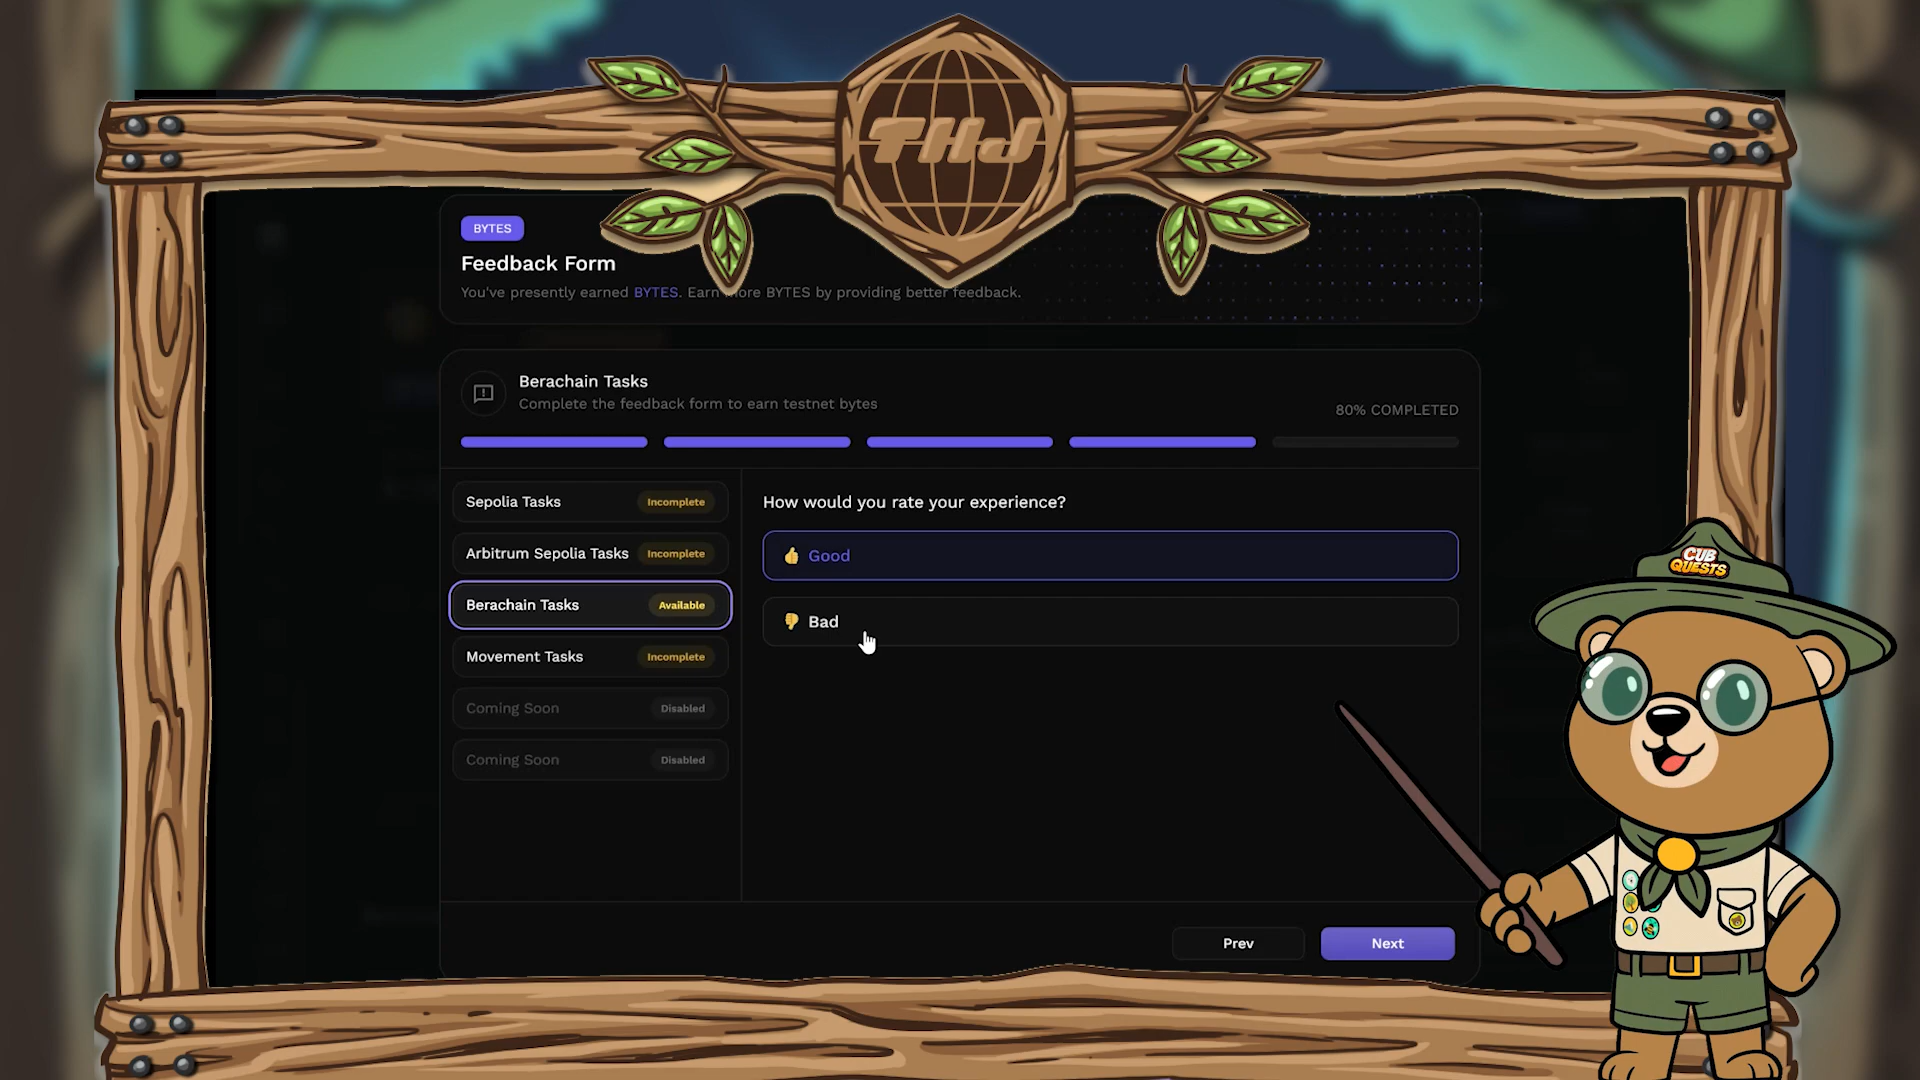 THJ
BYTES
Feedback Form
You've presently earned BYTES. Earn more BYTES by providing better feedback.
Berachain Tasks
Complete the feedback form to earn testnet bytes
80% COMPLETED
Sepolia Tasks Incomplete
Arbitrum Sepolia Tasks Incomplete
Berachain Tasks Available
Movement Tasks Incomplete
Coming Soon Disabled
Coming Soon Disabled
How would you rate your experience?
👍 Good
👎 Bad
Prev
Next
CUB
QUESTS